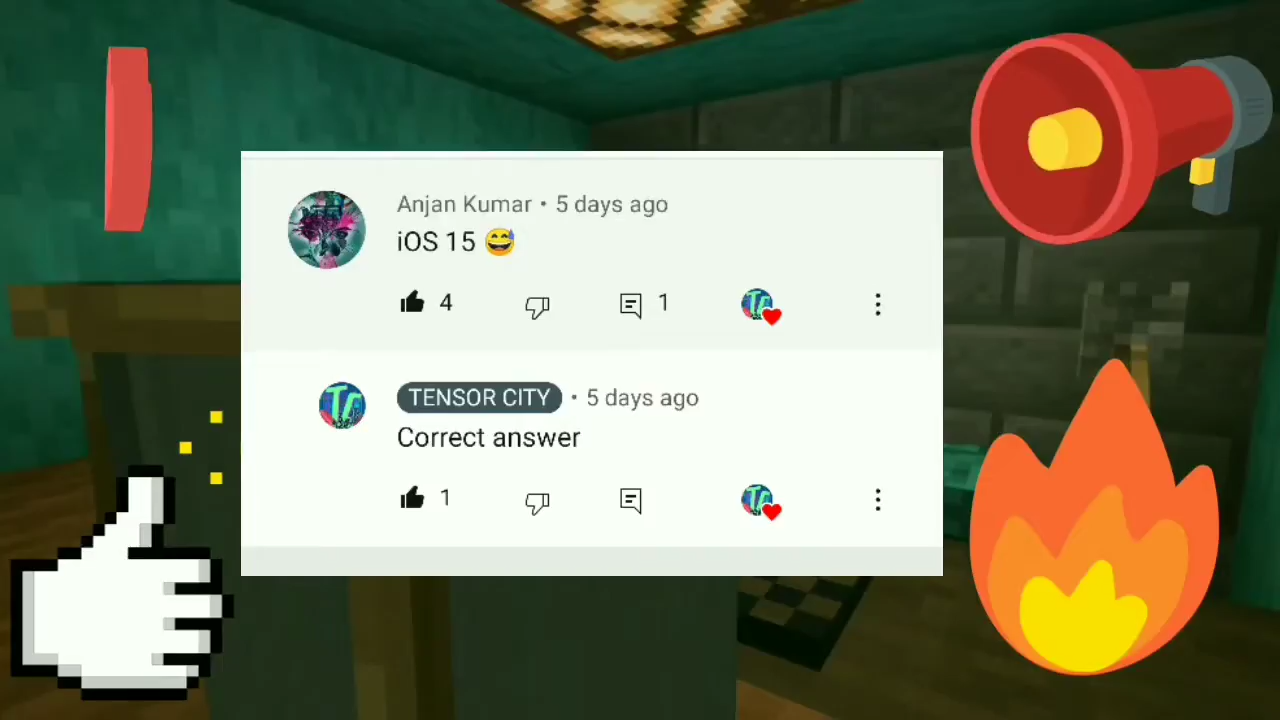 Anjan Kumar • 5 days ago
iOS 15 😅
4 1
TENSOR CITY • 5 days ago
Correct answer
1